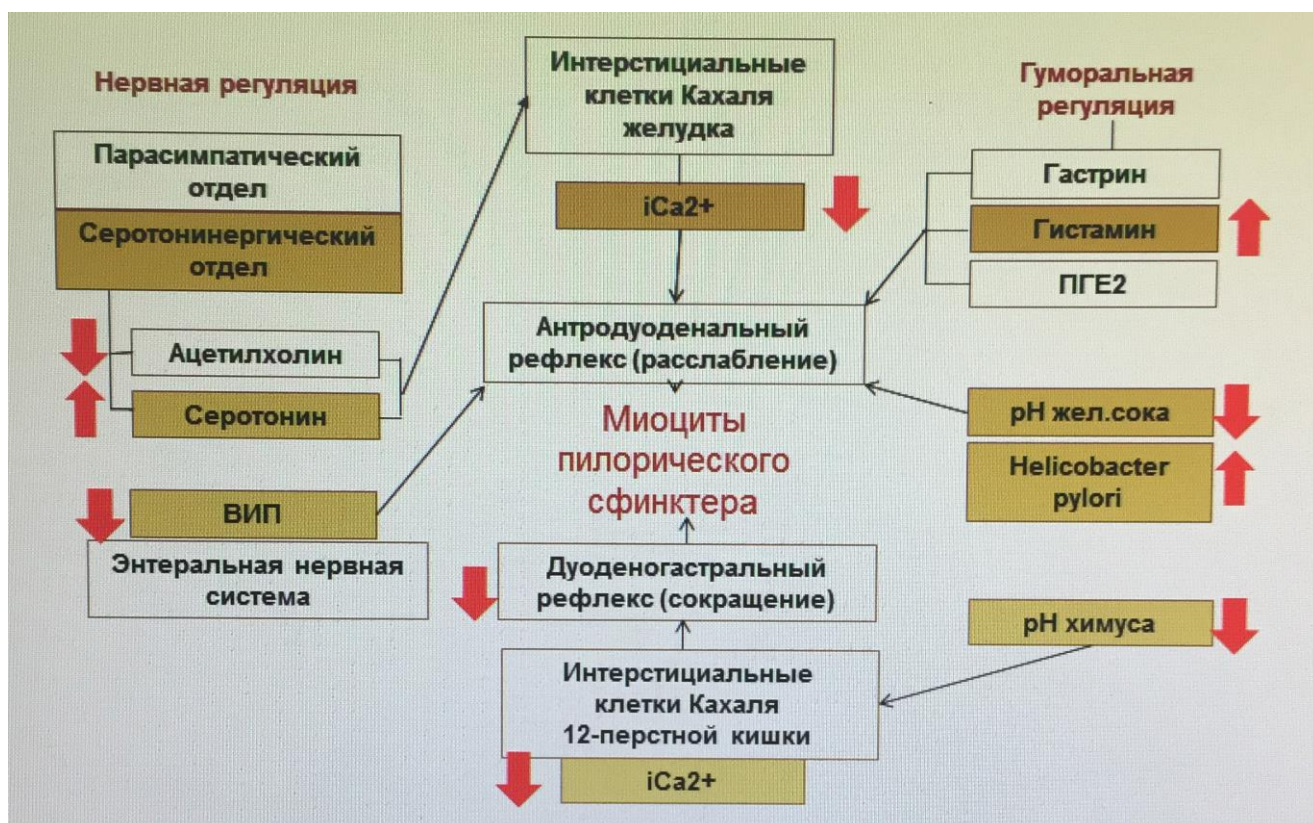 Нервная регуляция
Парасимпатический
отдел
Серотонинергический
отдел
Ацетилхолин
Серотонин
ВИП
Энтеральная нервная
система
Интерстициальные
клетки Кахаля
желудка
iCa2+
Антродуоденальный
рефлекс (расслабление)
Миоциты
пилорического
сфинктера
Дуоденогастральный
рефлекс (сокращение)
Интерстициальные
клетки Кахаля
12-перстной кишки
iCa2+
Гуморальная
регуляция
Гастрин
Гистамин
ПГЕ2
pH жел.сока
Helicobacter
pylori
pH химуса